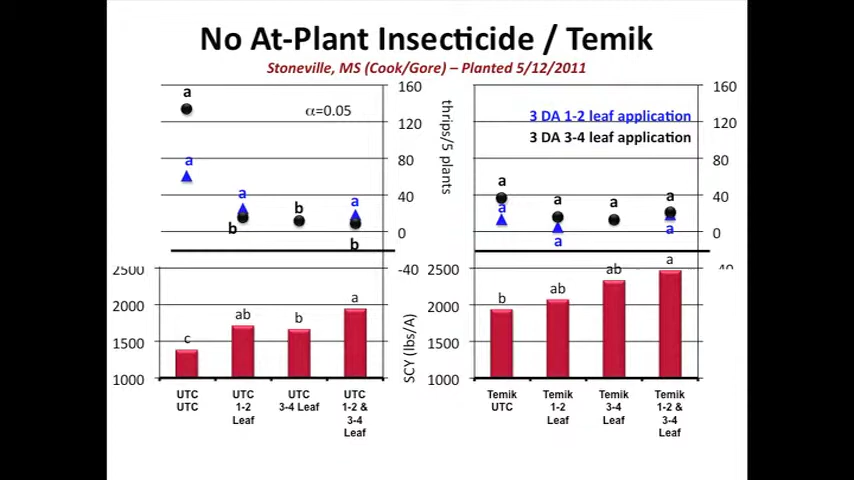 No At-Plant Insecticide / Temik
Stoneville, MS (Cook/Gore) – Planted 5/12/2011
a
a
a
b
b
a
b
α=0.05
160
120
80
40
0
-40
thrips/5 plants
3 DA 1-2 leaf application
3 DA 3-4 leaf application
a
a
a
a
a
a
a
160
120
80
40
0
-40
2500
2000
1500
1000
c
ab
b
a
SCY (lbs/A)
2500
2000
1500
1000
b
ab
ab
a
UTC
UTC
UTC
1-2
Leaf
UTC
3-4 Leaf
UTC
1-2 &
3-4
Leaf
Temik
UTC
Temik
1-2
Leaf
Temik
3-4
Leaf
Temik
1-2 &
3-4
Leaf